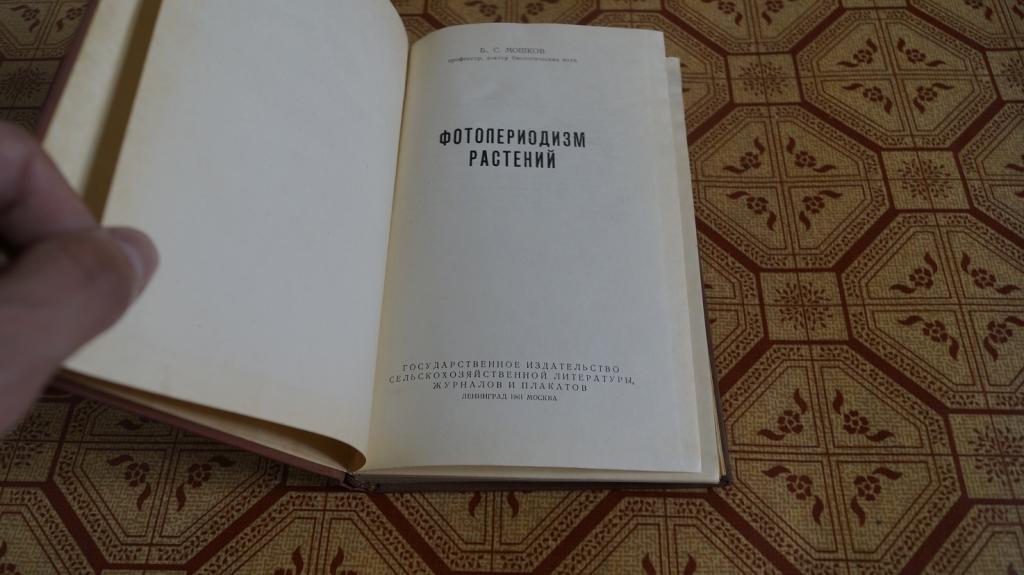 Б. С. МОШКОВ
профессор, доктор биологических наук
ФОТОПЕРИОДИЗМ
РАСТЕНИЙ
ГОСУДАРСТВЕННОЕ ИЗДАТЕЛЬСТВО
СЕЛЬСКОХОЗЯЙСТВЕННОЙ ЛИТЕРАТУРЫ,
ЖУРНАЛОВ И ПЛАКАТОВ
ЛЕНИНГРАД 1961 МОСКВА